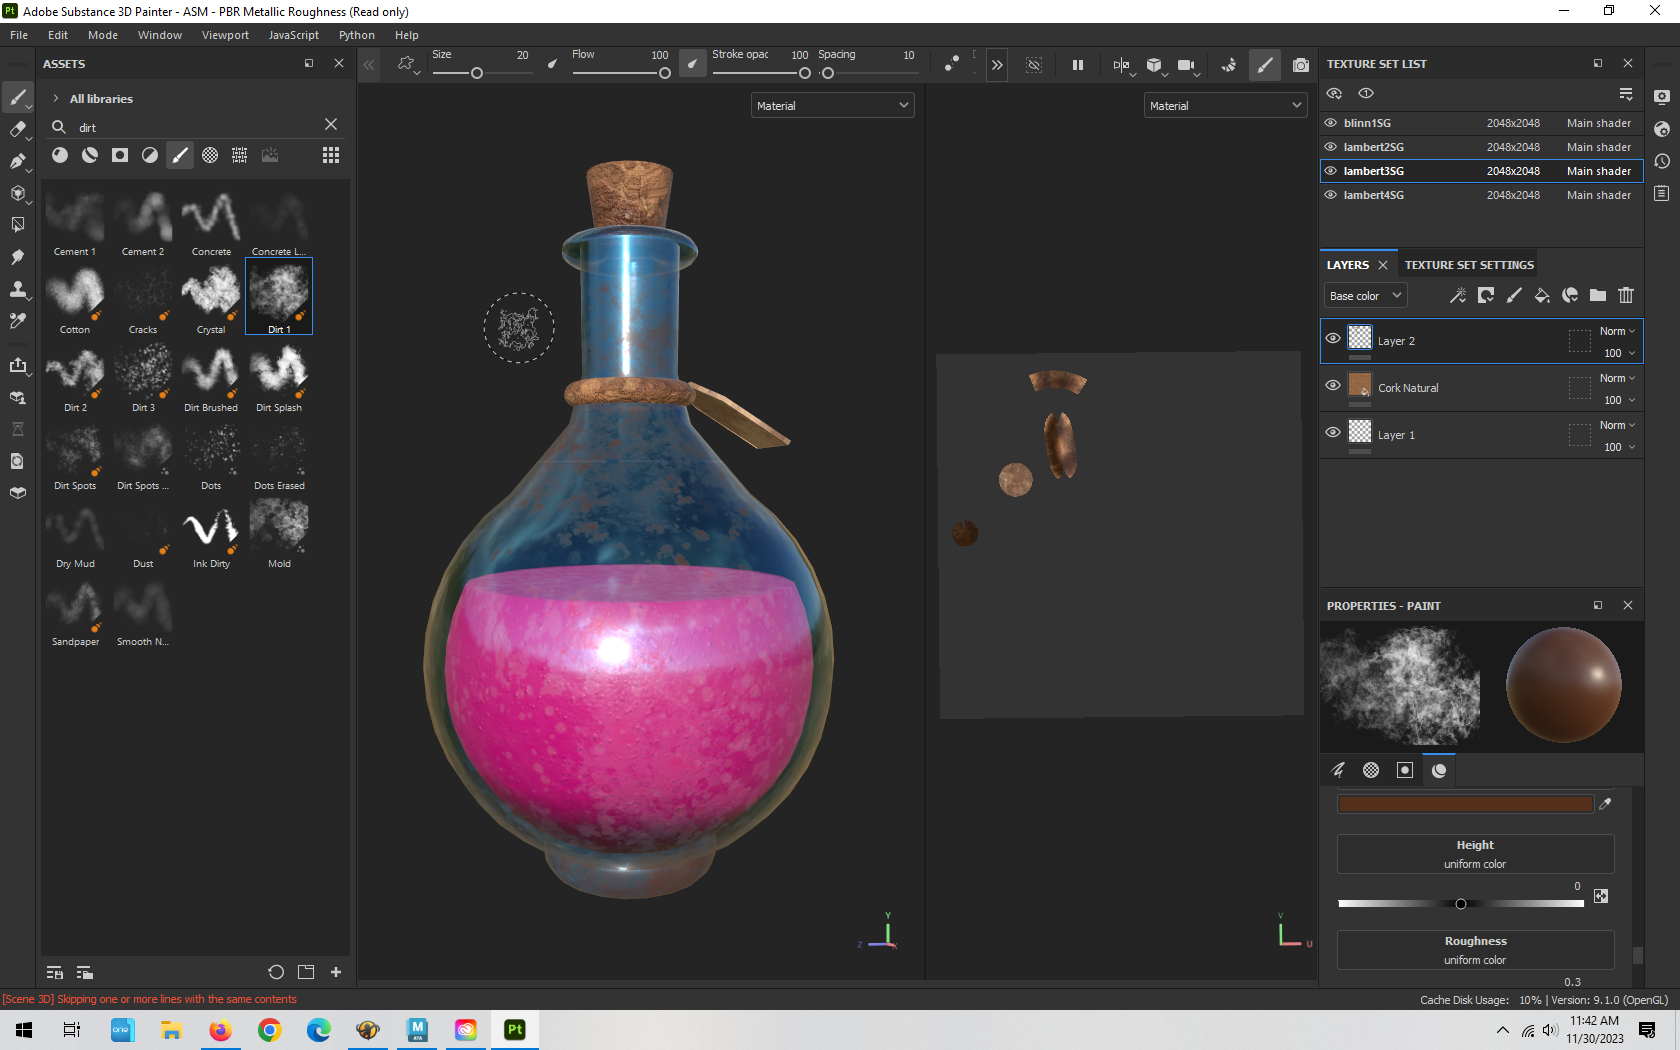 Pt Adobe Substance 3D Painter - ASM - PBR Metallic Roughness (Read only)
File Edit Mode Window Viewport JavaScript Python Help
ASSETS
All libraries
dirt
Cement 1 Cement 2 Concrete Concrete L...
Cotton Cracks Crystal Dirt 1
Dirt 2 Dirt 3 Dirt Brushed Dirt Splash
Dirt Spots Dirt Spots ... Dots Dots Erased
Dry Mud Dust Ink Dirty Mold
Sandpaper Smooth N...
Size 20 Flow 100 Stroke opac 100 Spacing 10
Material
Material
Y
Z X
V
U
TEXTURE SET LIST
blinn1SG 2048x2048 Main shader
lambert2SG 2048x2048 Main shader
lambert3SG 2048x2048 Main shader
lambert4SG 2048x2048 Main shader
LAYERS TEXTURE SET SETTINGS
Base color
Layer 2 Norm 100
Cork Natural Norm 100
Layer 1 Norm 100
PROPERTIES - PAINT
Height
uniform color
0
Roughness
uniform color
0.3
[Scene 3D] Skipping one or more lines with the same contents
Cache Disk Usage: 10% | Version: 9.1.0 (OpenGL)
one
M
Pt
11:42 AM
11/30/2023